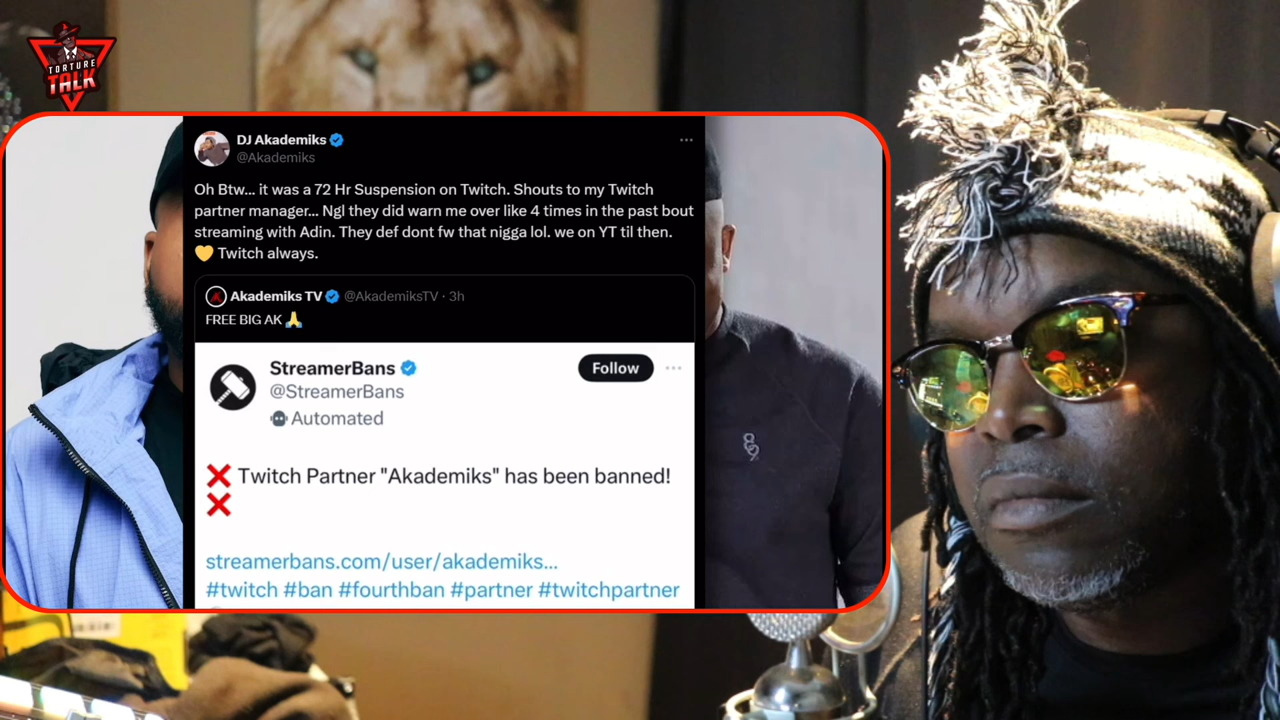 TORTURE
TALK
DJ Akademiks
@Akademiks
Oh Btw... it was a 72 Hr Suspension on Twitch. Shouts to my Twitch
partner manager... Ngl they did warn me over like 4 times in the past bout
streaming with Adin. They def dont fw that nigga lol. we on YT til then.
💛 Twitch always.
Akademiks TV @AkademiksTV · 3h
FREE BIG AK 🙏
StreamerBans
Follow
@StreamerBans
Automated
❌ Twitch Partner "Akademiks" has been banned!
❌
streamerbans.com/user/akademiks...
#twitch #ban #fourthban #partner #twitchpartner